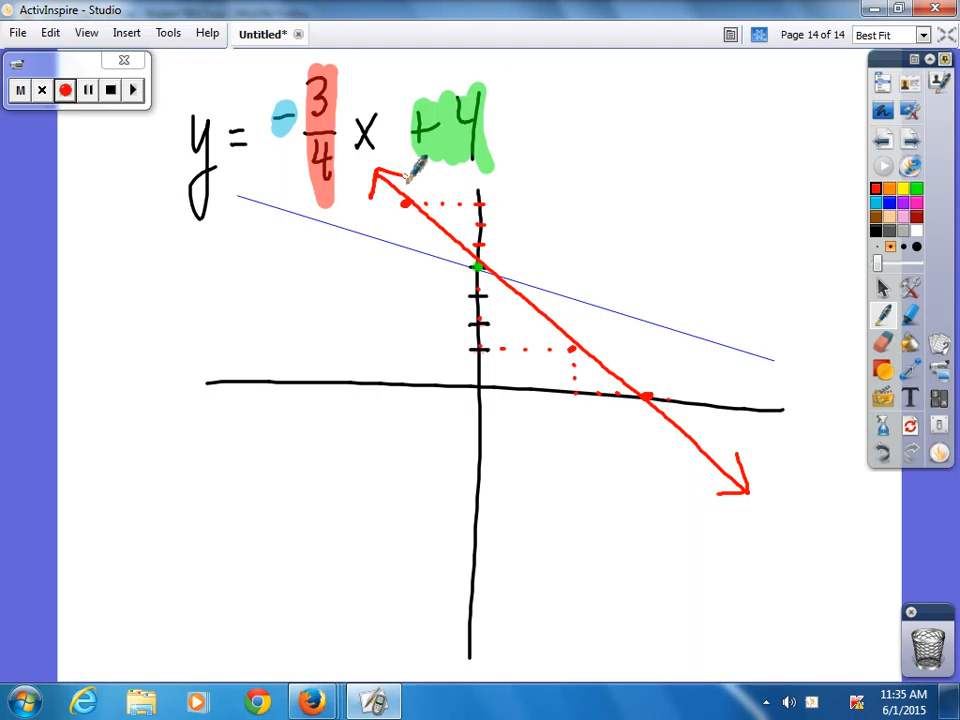 ActivInspire - Studio
File Edit View Insert Tools Help Untitled* Page 14 of 14 Best Fit
M
y = - 3/4 x + 4
T
11:35 AM
6/1/2015